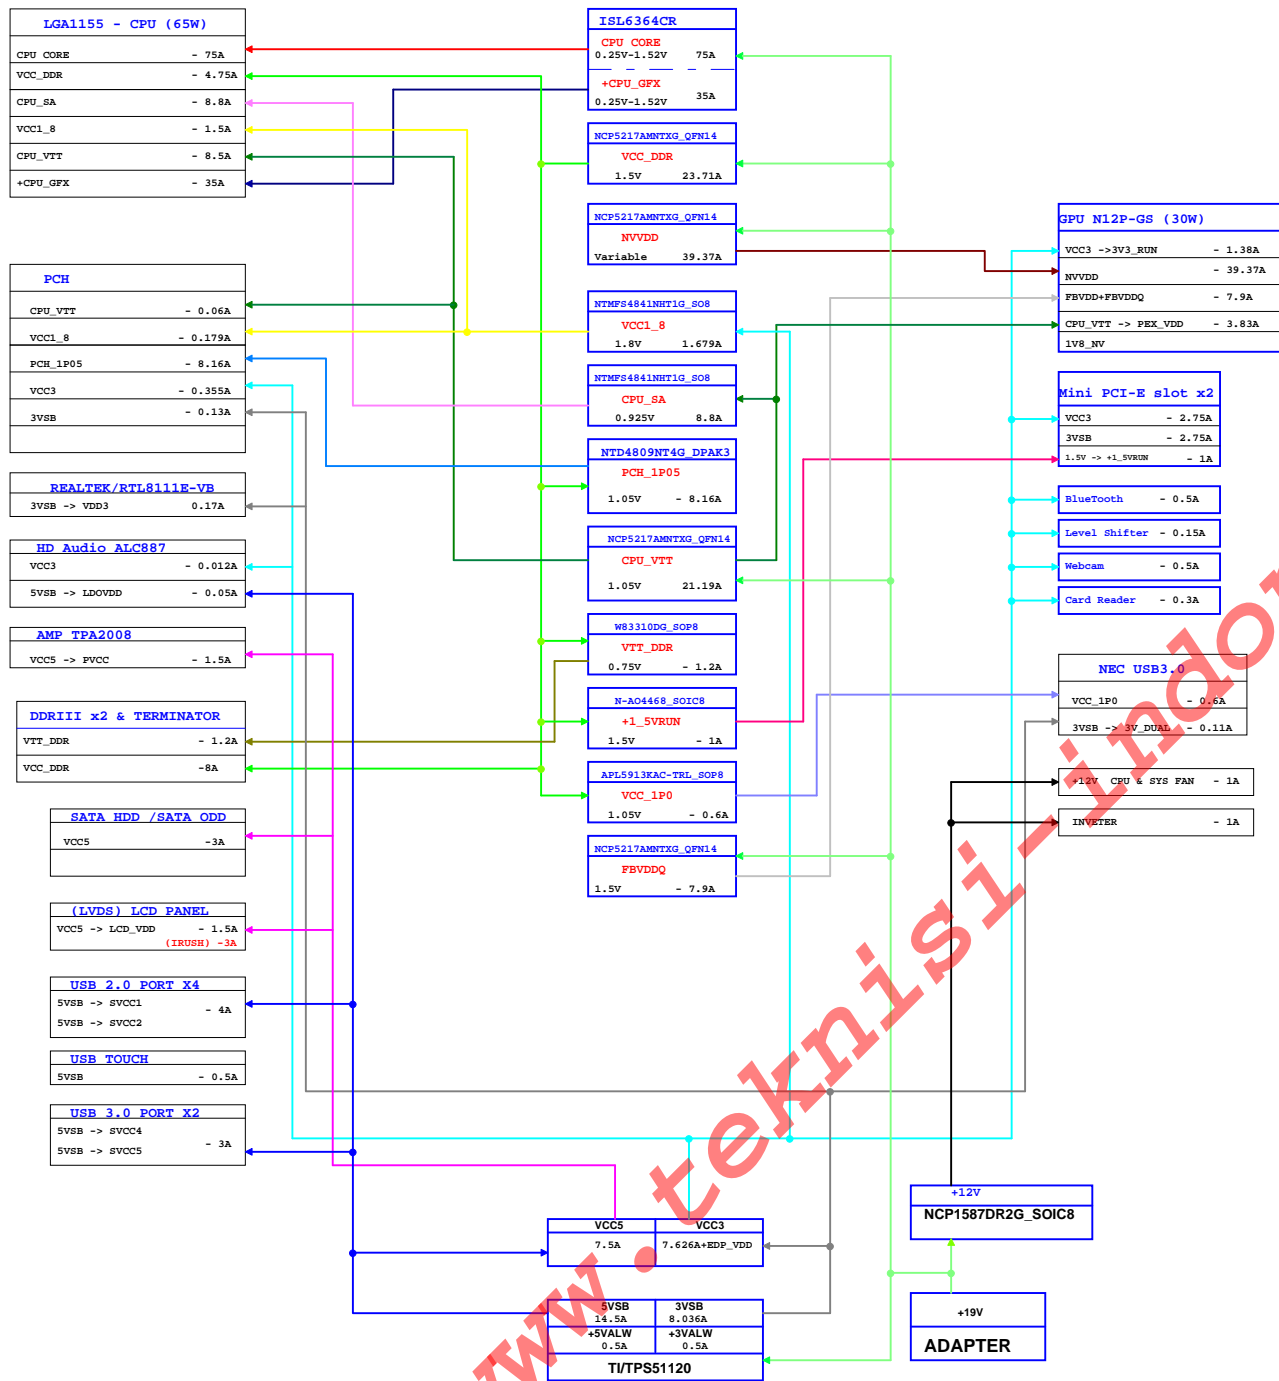 LGA1155 - CPU (65W)
CPU CORE - 75A
VCC_DDR - 4.75A
CPU_SA - 8.8A
VCC1_8 - 1.5A
CPU_VTT - 8.5A
+CPU_GFX - 35A
PCH
CPU_VTT - 0.06A
VCC1_8 - 0.179A
PCH_1P05 - 8.16A
VCC3 - 0.355A
3VSB - 0.13A
REALTEK/RTL8111E-VB
3VSB -> VDD3 0.17A
HD Audio ALC887
VCC3 - 0.012A
5VSB -> LDOVDD - 0.05A
AMP TPA2008
VCC5 -> PVCC - 1.5A
DDRIII x2 & TERMINATOR
VTT_DDR - 1.2A
VCC_DDR -8A
SATA HDD /SATA ODD
VCC5 -3A
(LVDS) LCD PANEL
VCC5 -> LCD_VDD - 1.5A
(IRUSH) -3A
USB 2.0 PORT X4
5VSB -> SVCC1
- 4A
5VSB -> SVCC2
USB TOUCH
5VSB - 0.5A
USB 3.0 PORT X2
5VSB -> SVCC4
- 3A
5VSB -> SVCC5
ISL6364CR
CPU CORE
0.25V-1.52V 75A
+CPU_GFX
0.25V-1.52V 35A
NCP5217AMNTXG_QFN14
VCC_DDR
1.5V 23.71A
NCP5217AMNTXG_QFN14
NVVDD
Variable 39.37A
NTMFS4841NHT1G_SO8
VCC1_8
1.8V 1.679A
NTMFS4841NHT1G_SO8
CPU_SA
0.925V 8.8A
NTD4809NT4G_DPAK3
PCH_1P05
1.05V - 8.16A
NCP5217AMNTXG_QFN14
CPU_VTT
1.05V 21.19A
W83310DG_SOP8
VTT_DDR
0.75V - 1.2A
N-AO4468_SOIC8
+1_5VRUN
1.5V - 1A
APL5913KAC-TRL_SOP8
VCC_1P0
1.05V - 0.6A
NCP5217AMNTXG_QFN14
FBVDDQ
1.5V - 7.9A
VCC5 VCC3
7.5A 7.626A+EDP_VDD
5VSB 3VSB
14.5A 8.036A
+5VALW +3VALW
0.5A 0.5A
TI/TPS51120
GPU N12P-GS (30W)
VCC3 ->3V3_RUN - 1.38A
NVVDD - 39.37A
FBVDD+FBVDDQ - 7.9A
CPU_VTT -> PEX_VDD - 3.83A
1V8_NV
Mini PCI-E slot x2
VCC3 - 2.75A
3VSB - 2.75A
1.5V -> +1_5VRUN - 1A
BlueTooth - 0.5A
Level Shifter - 0.15A
Webcam - 0.5A
Card Reader - 0.3A
NEC USB3.0
VCC_1P0 - 0.6A
3VSB -> 3V_DUAL - 0.11A
+12V CPU & SYS FAN - 1A
INVETER - 1A
+12V
NCP1587DR2G_SOIC8
+19V
ADAPTER
www.teknisi-indo